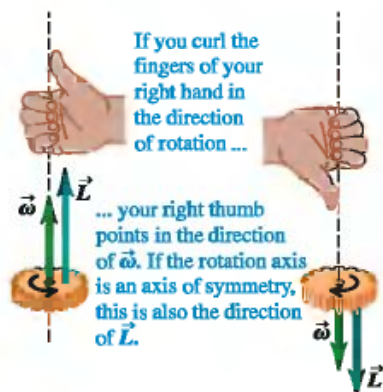 If you curl the
fingers of your
right hand in
the direction
of rotation ...
... your right thumb
points in the direction
of ω⃗. If the rotation axis
is an axis of symmetry,
this is also the direction
of L⃗.
ω⃗
L⃗
ω⃗
L⃗